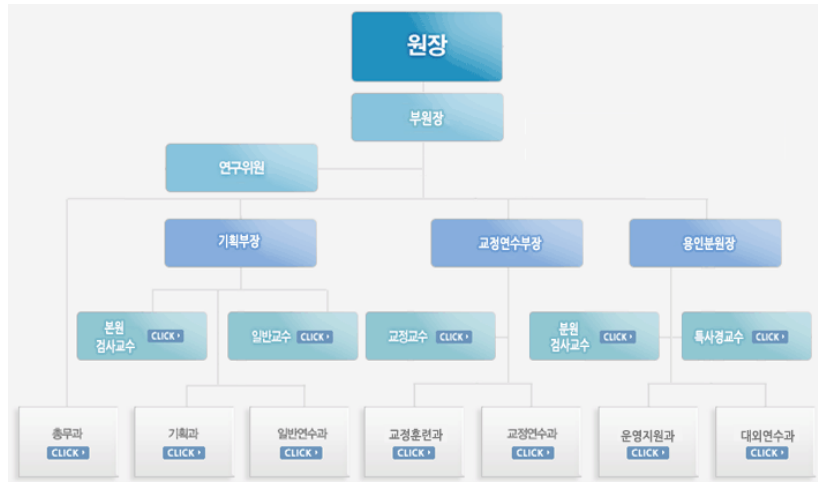 원장
부원장
연구위원
기획부장
교정연수부장
용인분원장
본원
검사교수 CLICK
일반교수 CLICK
교정교수 CLICK
분원
검사교수 CLICK
특사경교수 CLICK
총무과
CLICK
기획과
CLICK
일반연수과
CLICK
교정훈련과
CLICK
교정연수과
CLICK
운영지원과
CLICK
대외연수과
CLICK